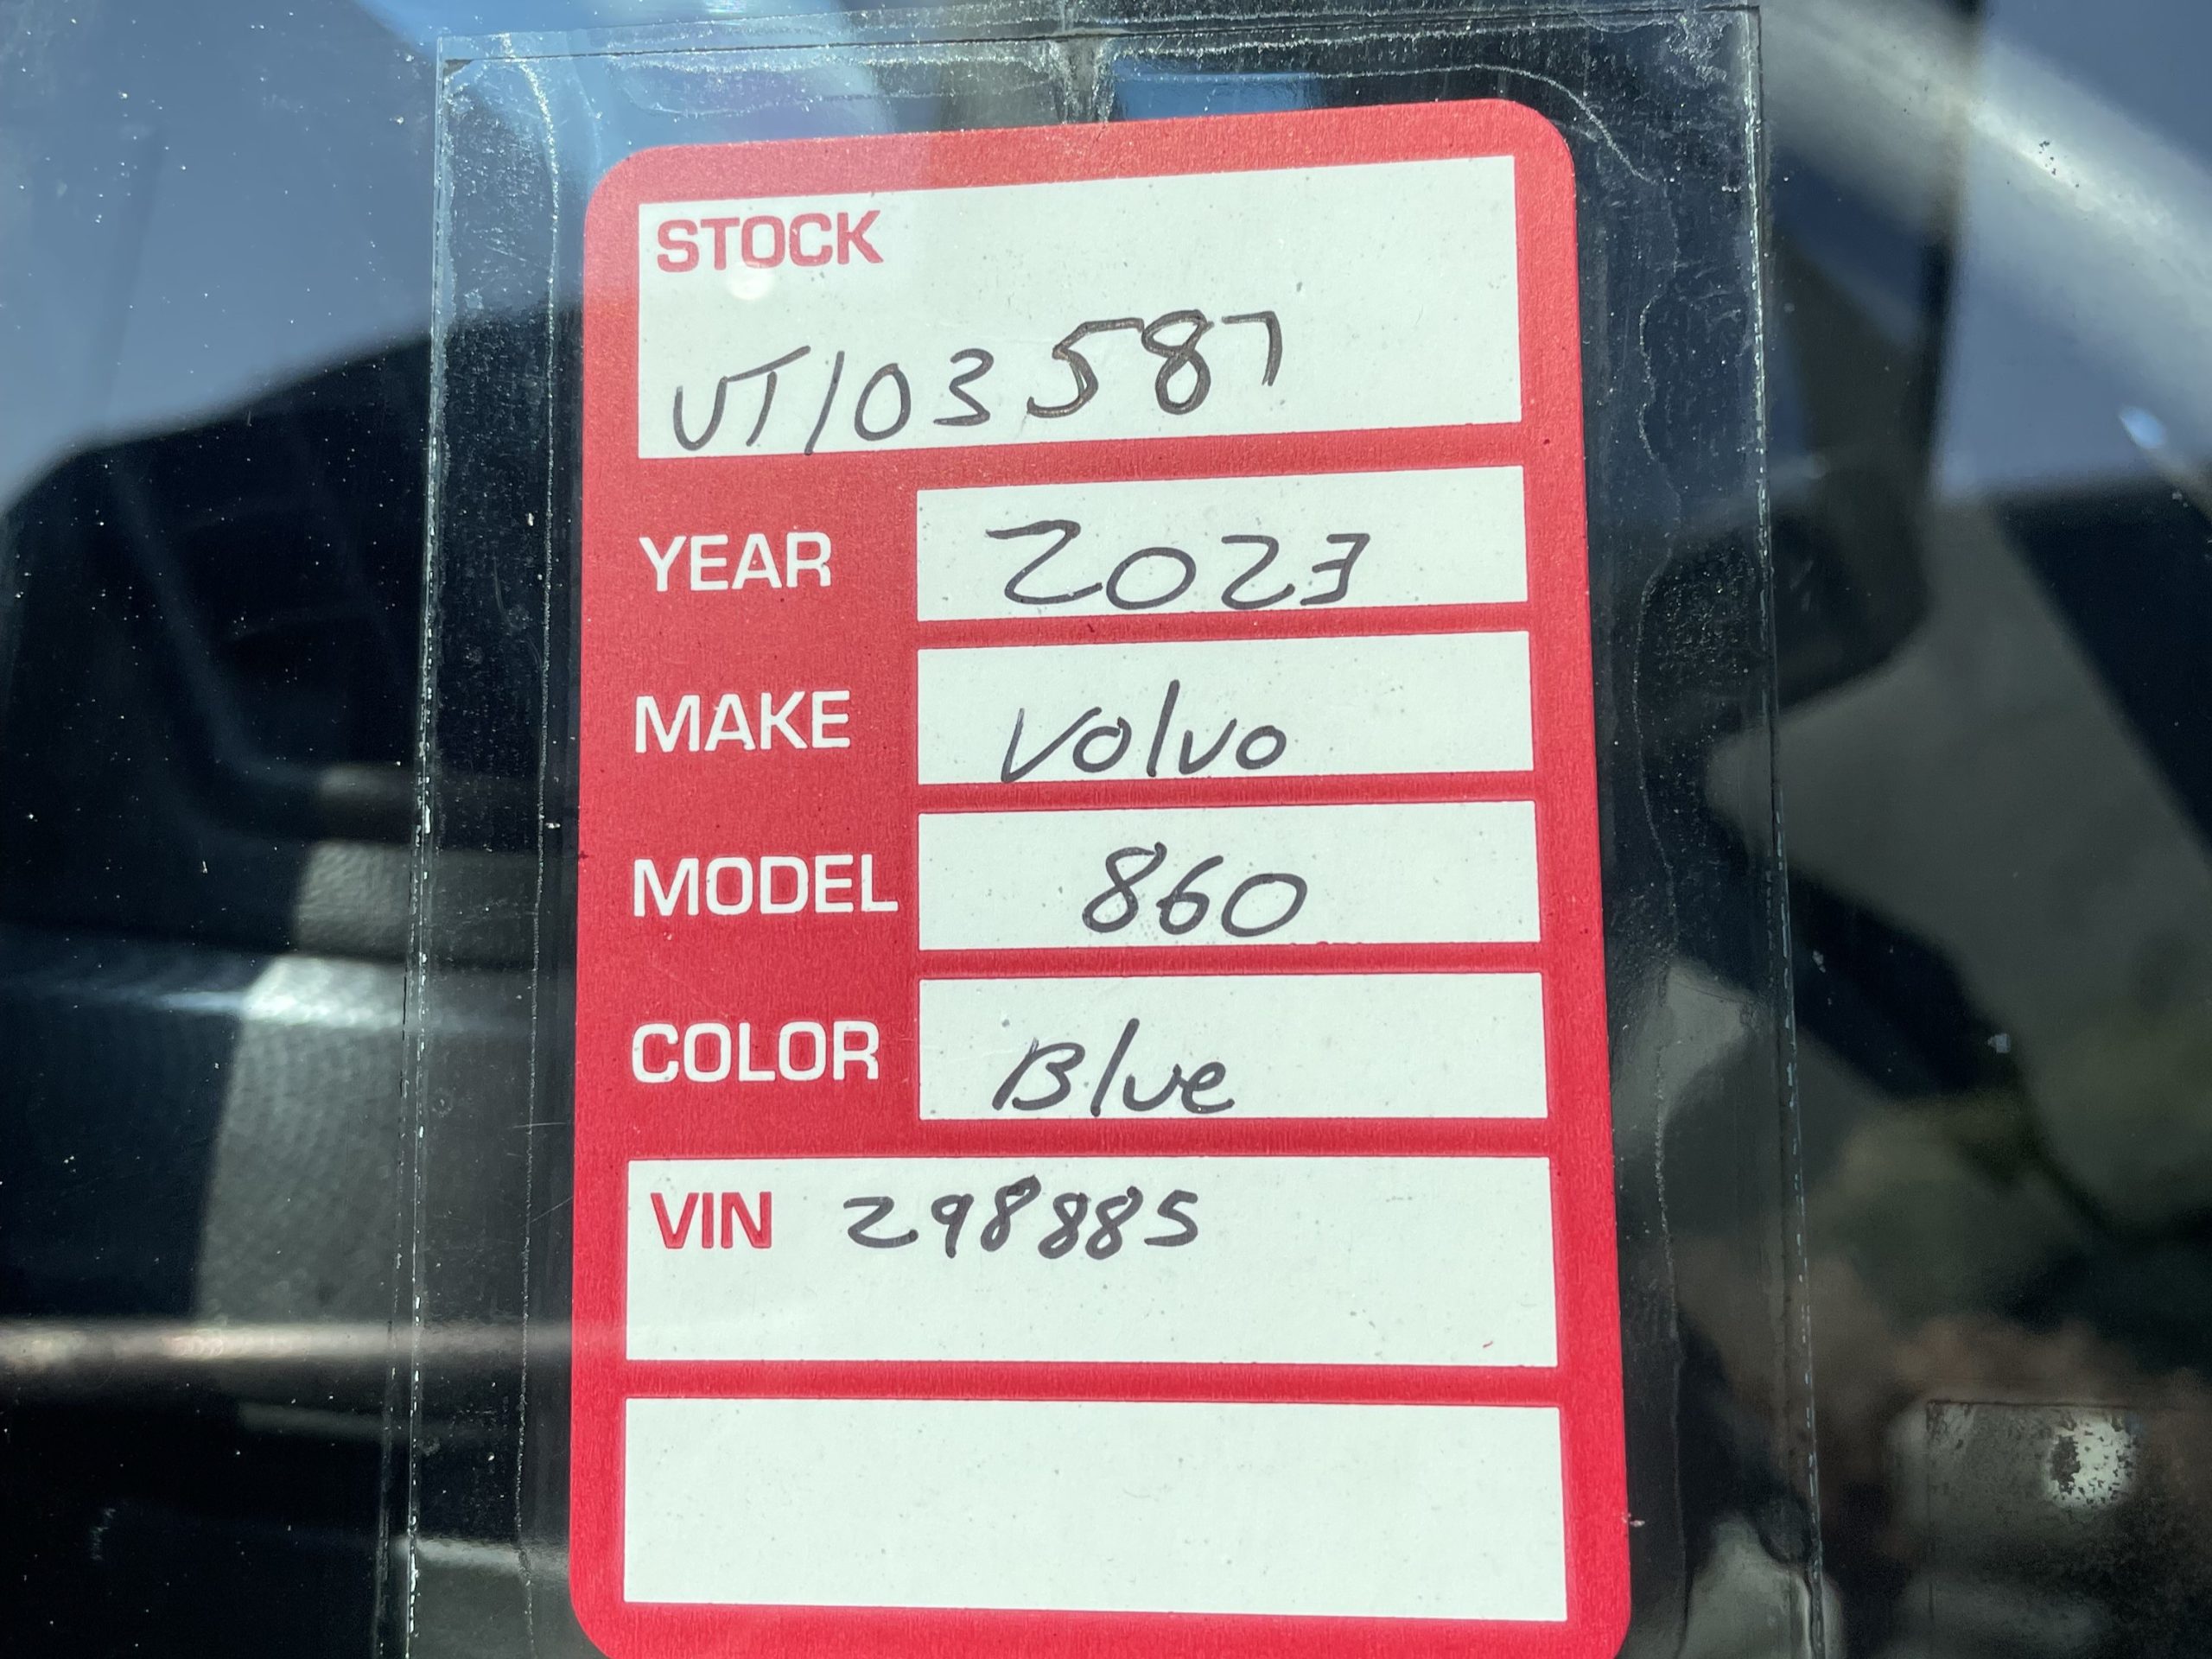 STOCK
UT103587
YEAR 2023
MAKE Volvo
MODEL 860
COLOR Blue
VIN 298885